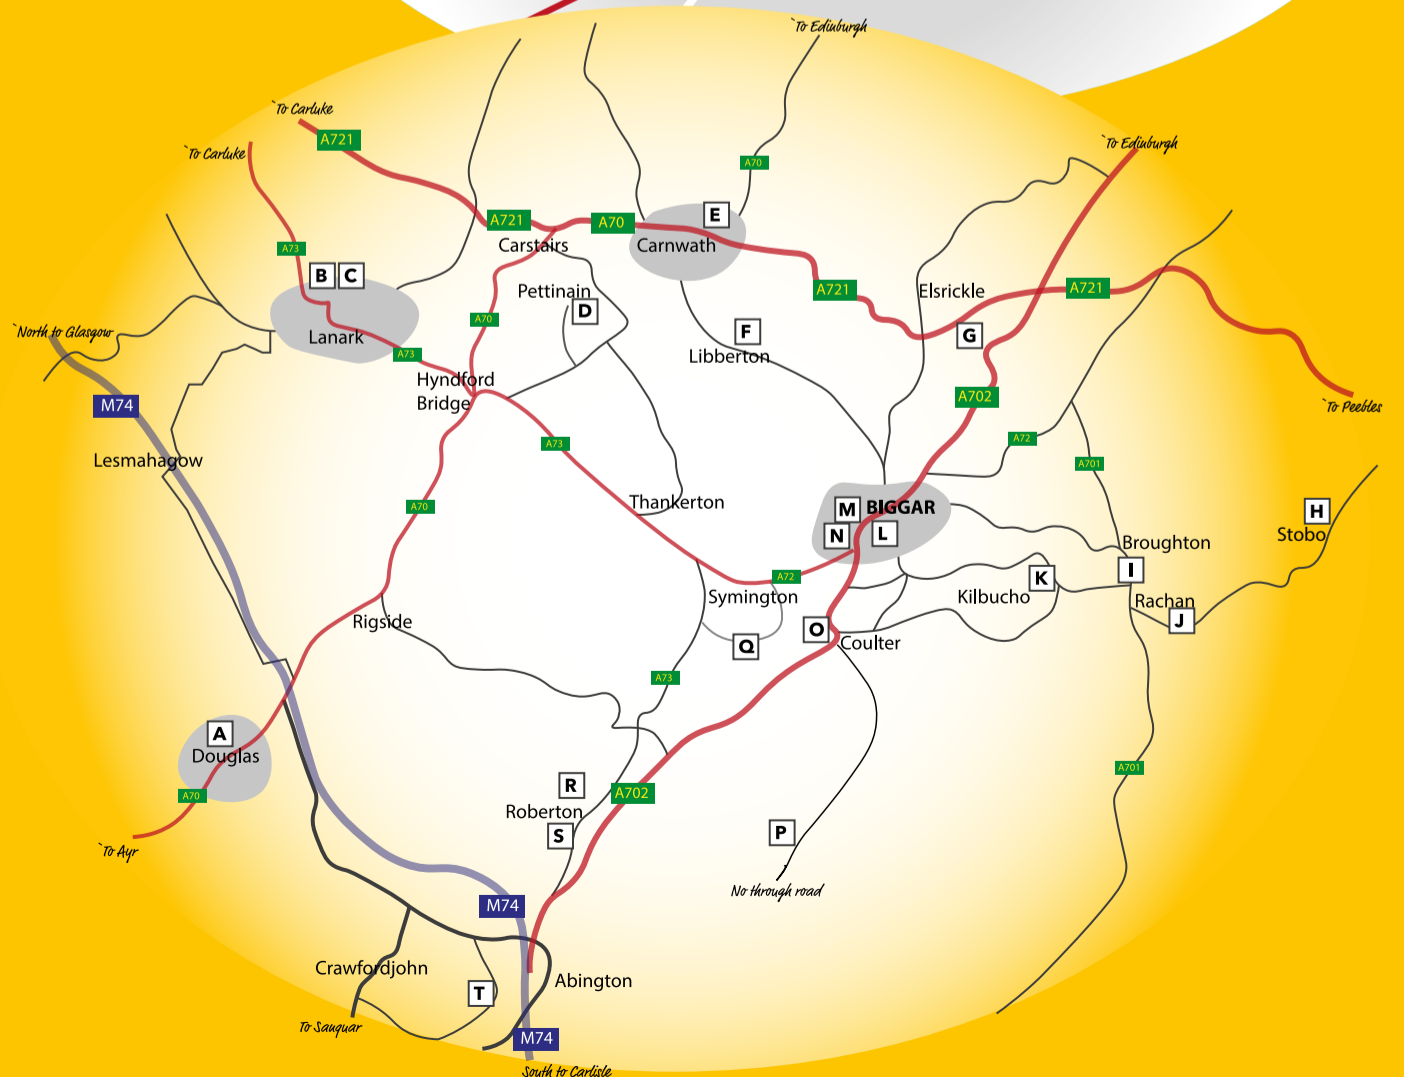 `To Edinburgh
`To Carluke
A721
`To Carluke
A70
`To Edinburgh
A73
A721
A70
E
Carstairs
Carnwath
B C
Pettinain
D
A721
Elsrickle
A721
A70
F
Libberton
G
`North to Glasgow
Lanark
A73
Hyndford
Bridge
M74
A702
`To Peebles
A73
A72
A701
Lesmahagow
A70
Thankerton
M BIGGAR
N L
H
Stobo
Broughton
A72
Symington
K
Kilbucho
I
Rachan
J
Rigside
Q
O
Coulter
A73
A
Douglas
A70
A701
R
Roberton
A702
S
P
`To Ayr
No through road
M74
Crawfordjohn
T
Abington
To Sanquar
M74
South to Carlisle